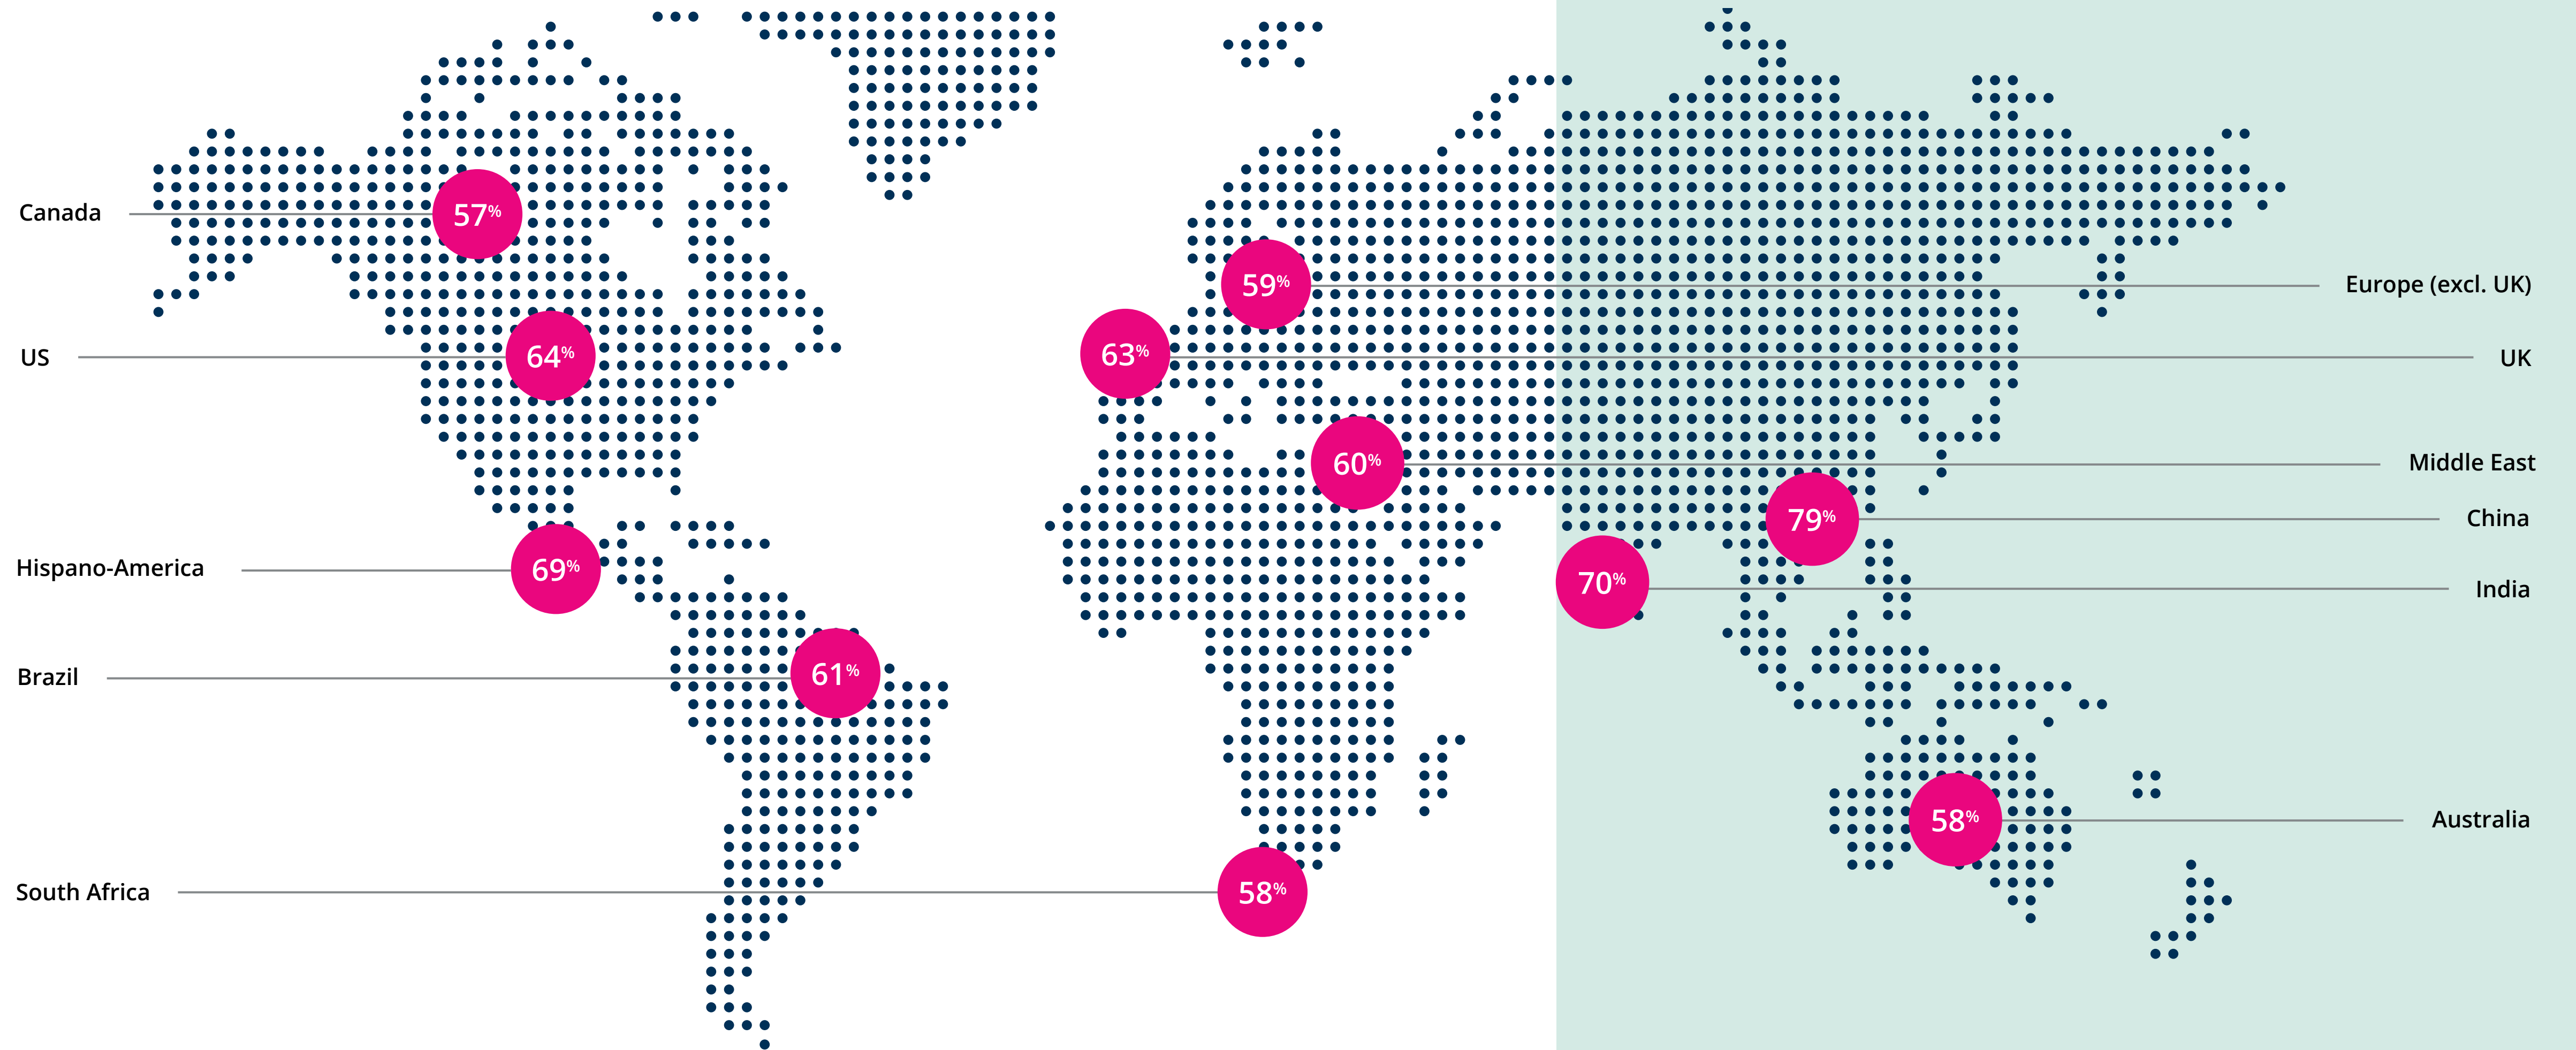 Canada 57%
59% Europe (excl. UK)
US 64%
63% UK
60% Middle East
79% China
Hispano-America 69%
70% India
Brazil 61%
58% Australia
South Africa 58%